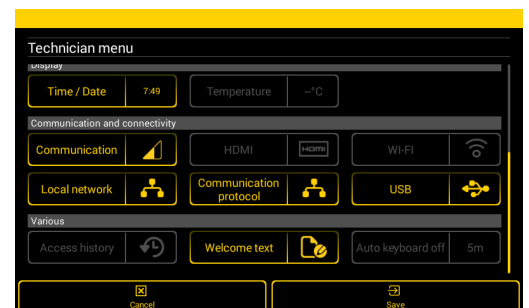 Technician menu
Display
Time / Date 7:49 Temperature --°C
Communication and connectivity
Communication HDMI HDMI WI-FI
Local network Communication protocol USB
Various
Access history Welcome text Auto keyboard off 5m
Cancel Save